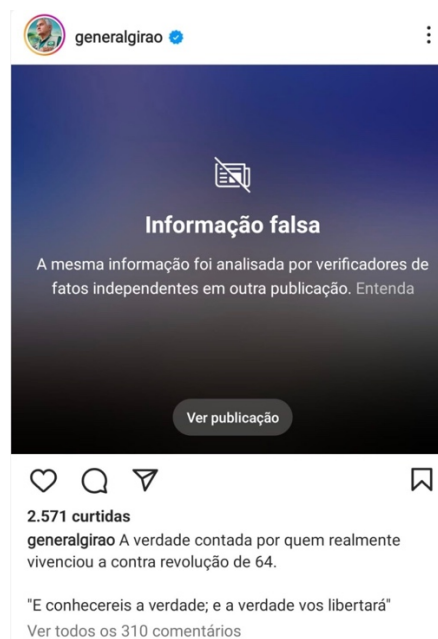 generalgirao
Informação falsa
A mesma informação foi analisada por verificadores de
fatos independentes em outra publicação. Entenda
Ver publicação
2.571 curtidas
generalgirao A verdade contada por quem realmente
vivenciou a contra revolução de 64.
"E conhecereis a verdade; e a verdade vos libertará"
Ver todos os 310 comentários